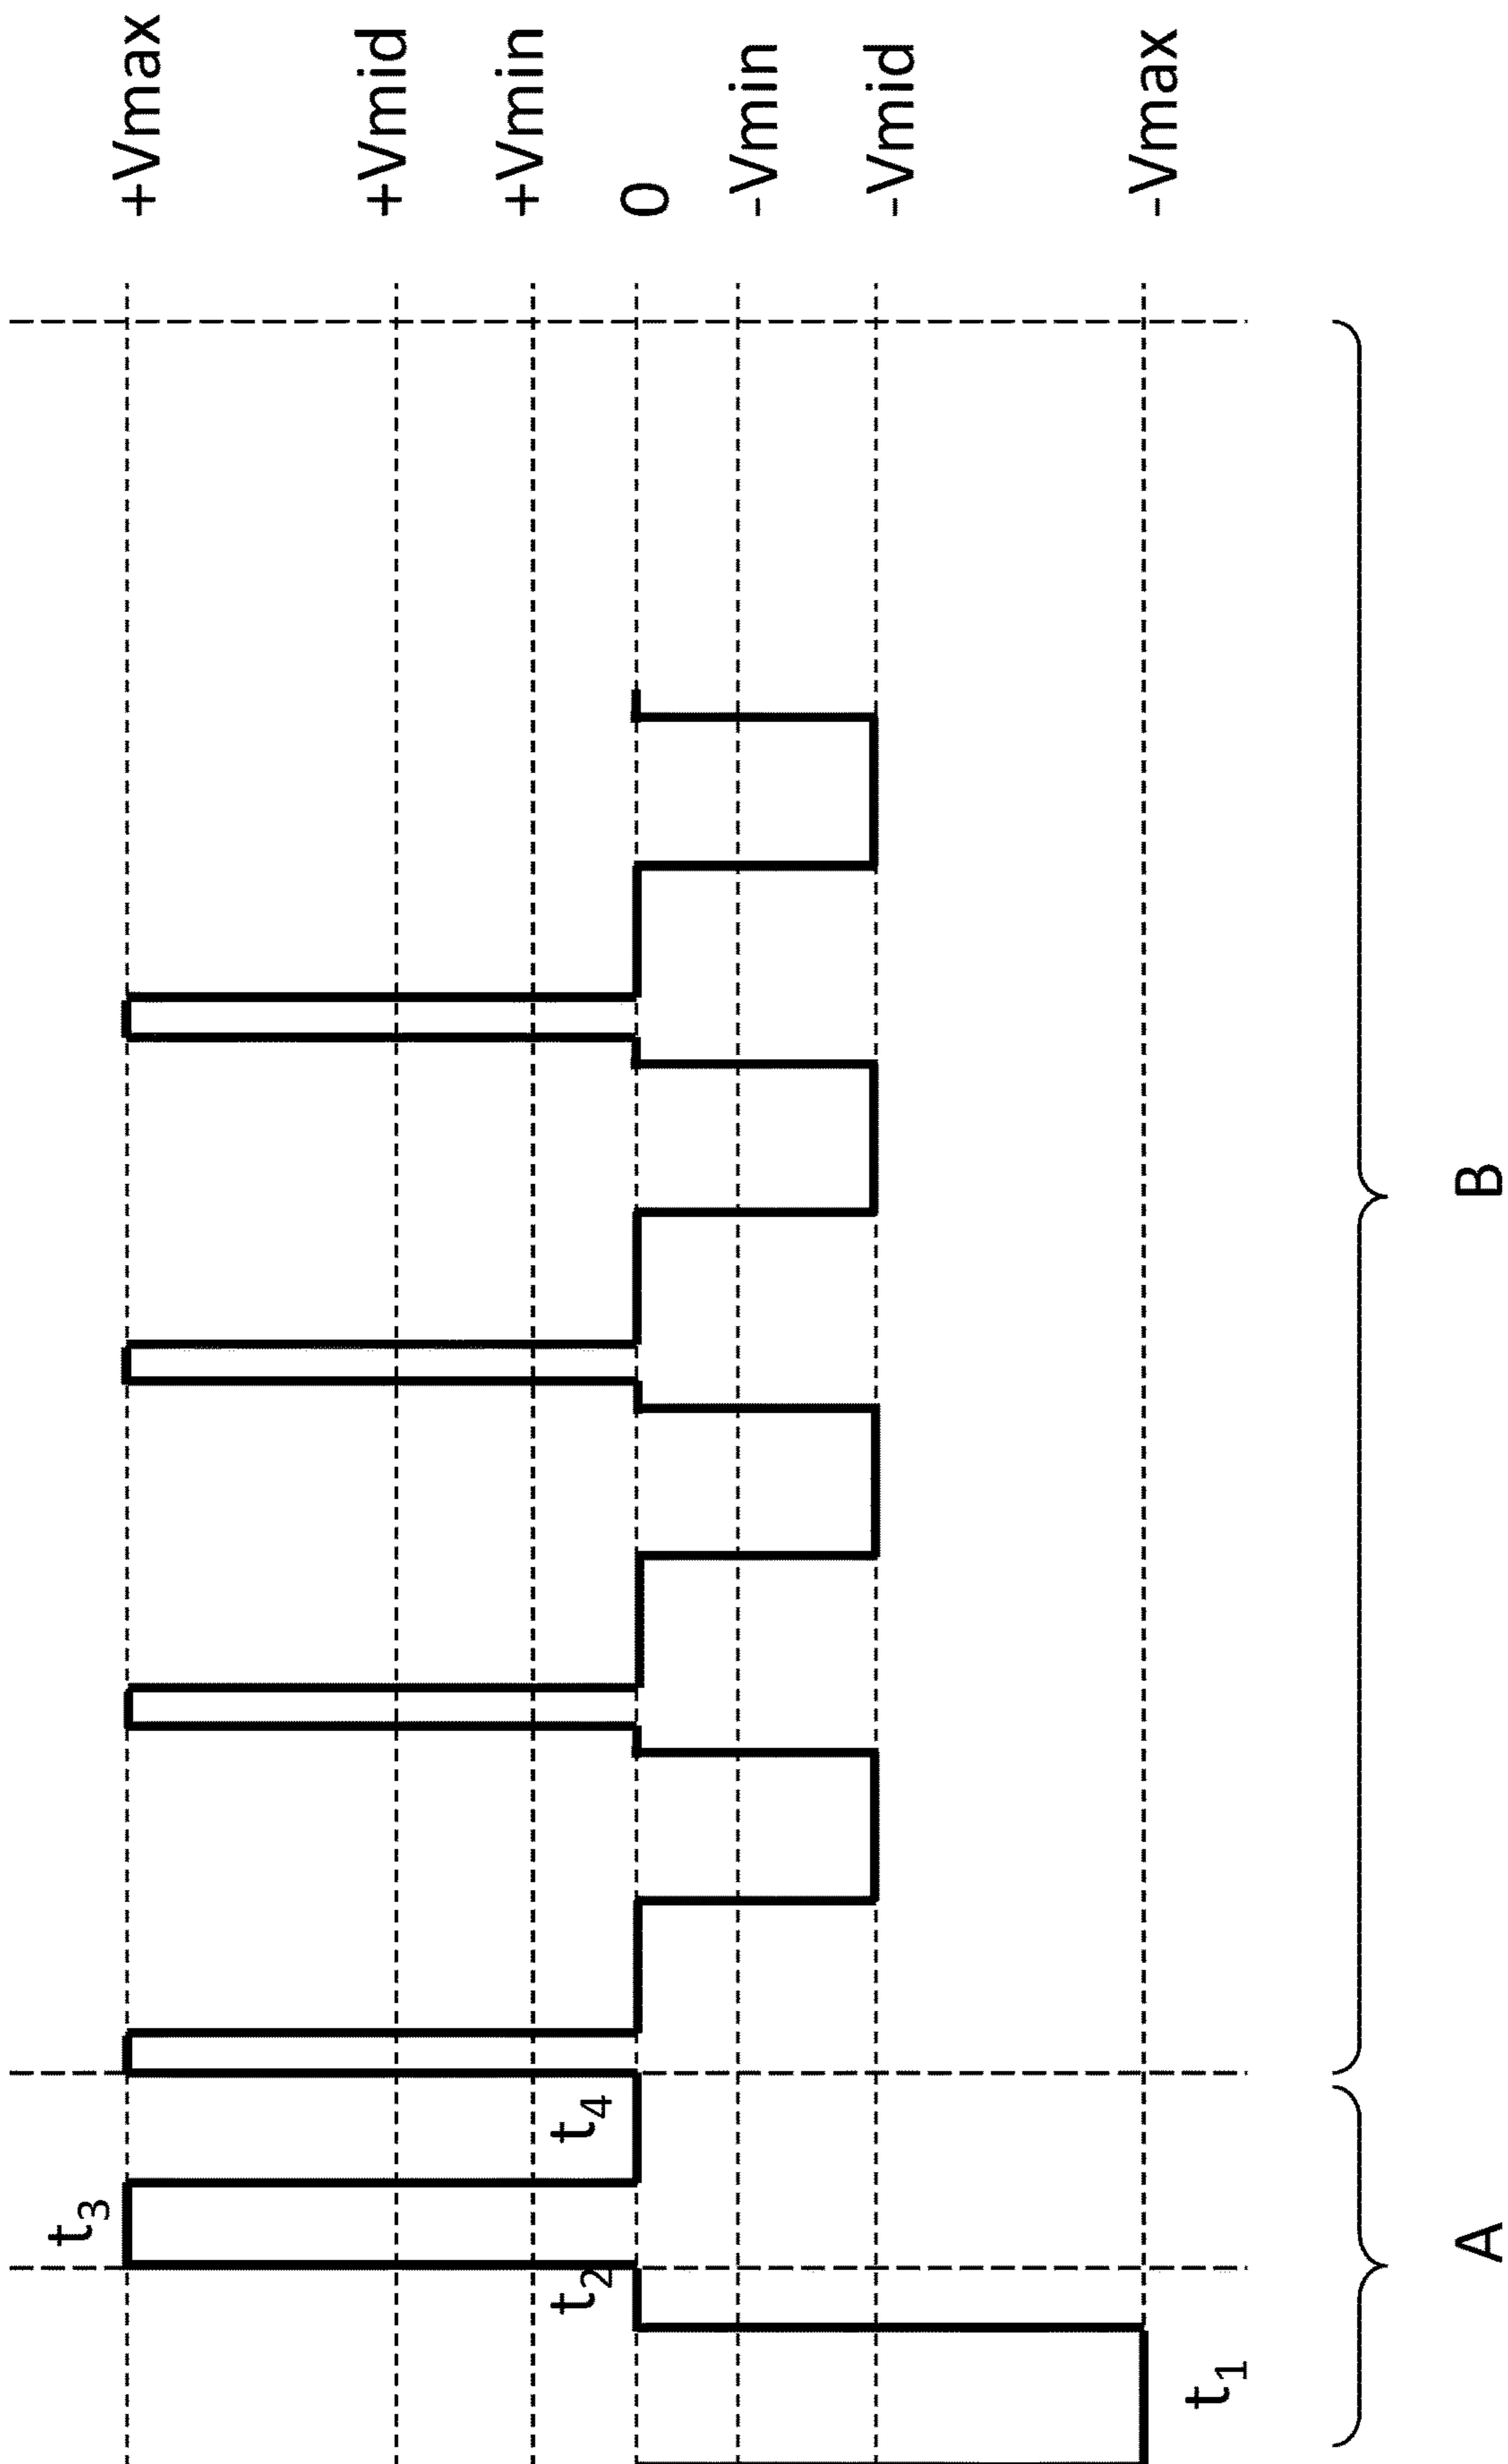 +Vmax
+Vmid
+Vmin
0
-Vmin
-Vmid
-Vmax
t₃
t₂
t₄
t₁
A
B